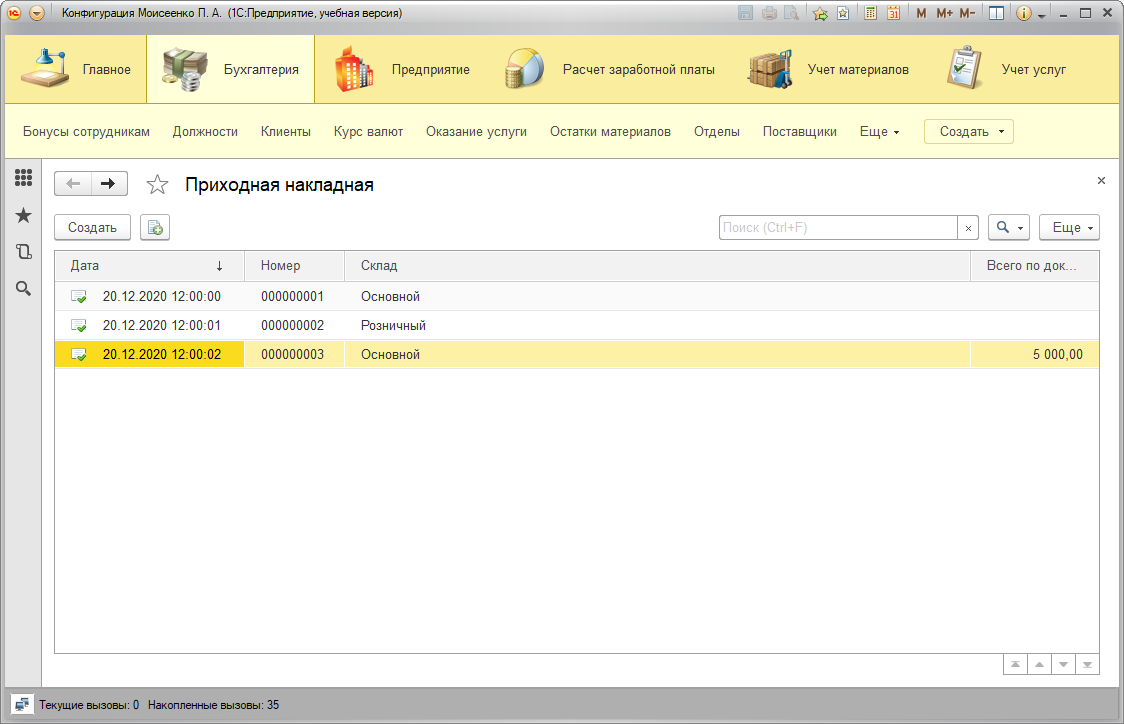 Конфигурация Моисеенко П. А. (1С:Предприятие, учебная версия) 31 M M+ M-
Главное Бухгалтерия Предприятие Расчет заработной платы Учет материалов Учет услуг
Бонусы сотрудникам Должности Клиенты Курс валют Оказание услуги Остатки материалов Отделы Поставщики Еще Создать
Приходная накладная
Создать Поиск (Ctrl+F) Еще
Дата Номер Склад Всего по док...
20.12.2020 12:00:00 000000001 Основной
20.12.2020 12:00:01 000000002 Розничный
20.12.2020 12:00:02 000000003 Основной 5 000,00
Текущие вызовы: 0 Накопленные вызовы: 35